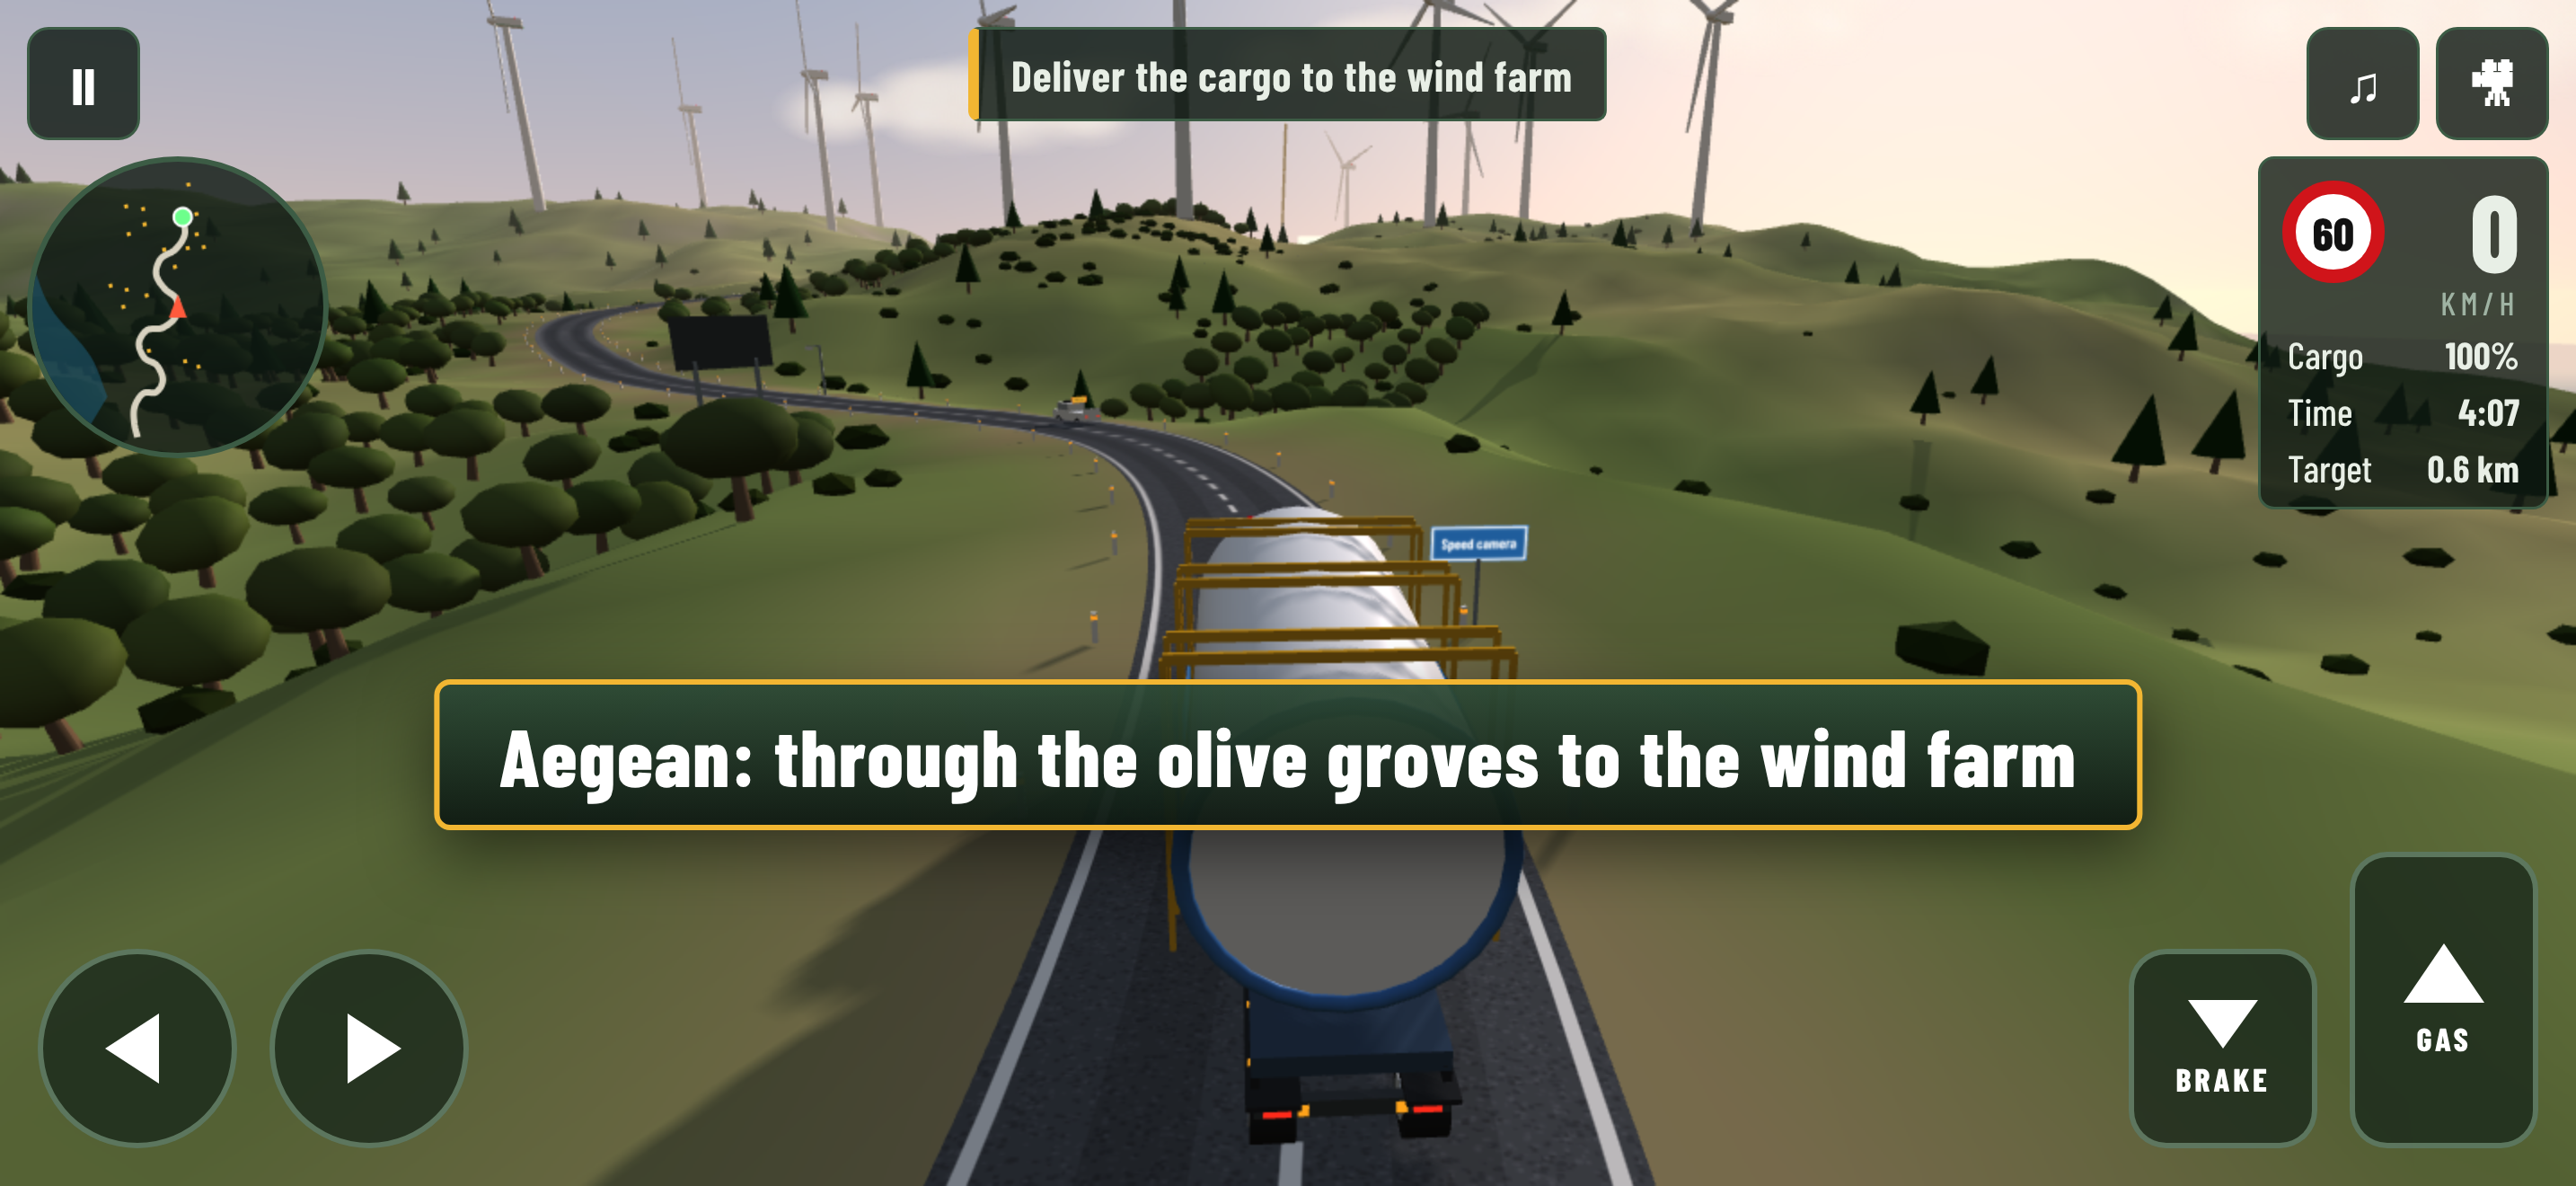 Deliver the cargo to the wind farm
60
0
KM/H
Cargo 100%
Time 4:07
Target 0.6 km
Speed camera
Aegean: through the olive groves to the wind farm
BRAKE
GAS